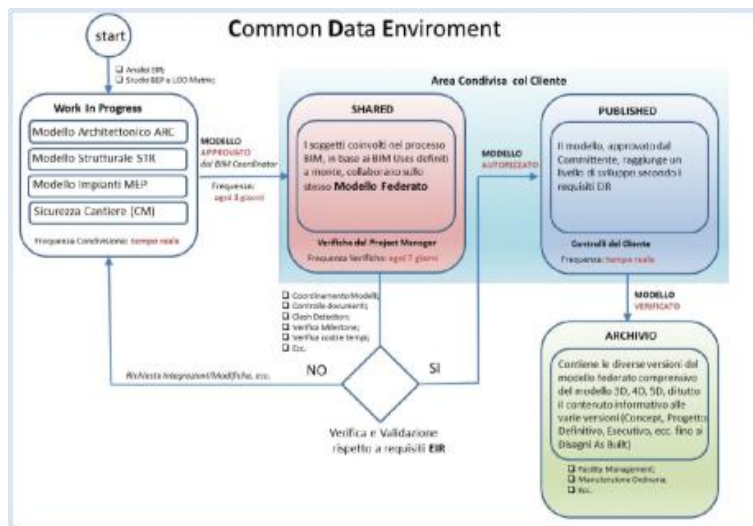 Common Data Enviroment
start
Analisi EIR;
Studio BEP e LOD Matrix;
Area Condivisa col Cliente
Work In Progress
Modello Architettonico ARC
Modello Strutturale STR
Modello Impianti MEP
Sicurezza Cantiere (CM)
Frequenza Condivisione: tempo reale
MODELLO
APPROVATO
dal BIM Coordinator
Frequenza:
ogni 3 giorni
SHARED
I soggetti coinvolti nel processo
BIM, in base ai BIM Uses definiti
a monte, collaborano sullo
stesso Modello Federato
Verifiche del Project Manager
Frequenza Verifiche: ogni 7 giorni
MODELLO
AUTORIZZATO
PUBLISHED
Il modello, approvato dal
Committente, raggiunge un
livello di sviluppo secondo i
requisiti EIR
Controlli del Cliente
Frequenza: tempo reale
Coordinamento Modelli;
Controllo documenti;
Clash Detection;
Verifica Milestone;
Verifica costi e tempi;
Ecc.
MODELLO
VERIFICATO
NO
SI
Richiesta Integrazioni/Modifiche, ecc.
Verifica e Validazione
rispetto a requisiti EIR
ARCHIVIO
Contiene le diverse versioni del
modello federato comprensivo
del modello 3D, 4D, 5D, di tutto
il contenuto informativo alle
varie versioni (Concept, Progetto
Definitivo, Esecutivo, ecc. fino ai
Disegni As Built)
Facility Management;
Manutenzione Ordinaria;
Ecc.